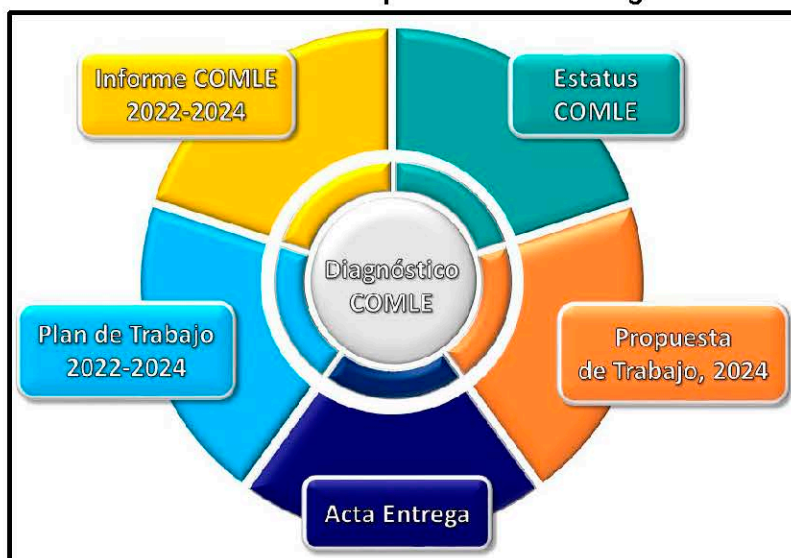 Informe COMLE
2022-2024
Estatus
COMLE
Diagnóstico
COMLE
Plan de Trabajo
2022-2024
Propuesta
de Trabajo, 2024
Acta Entrega